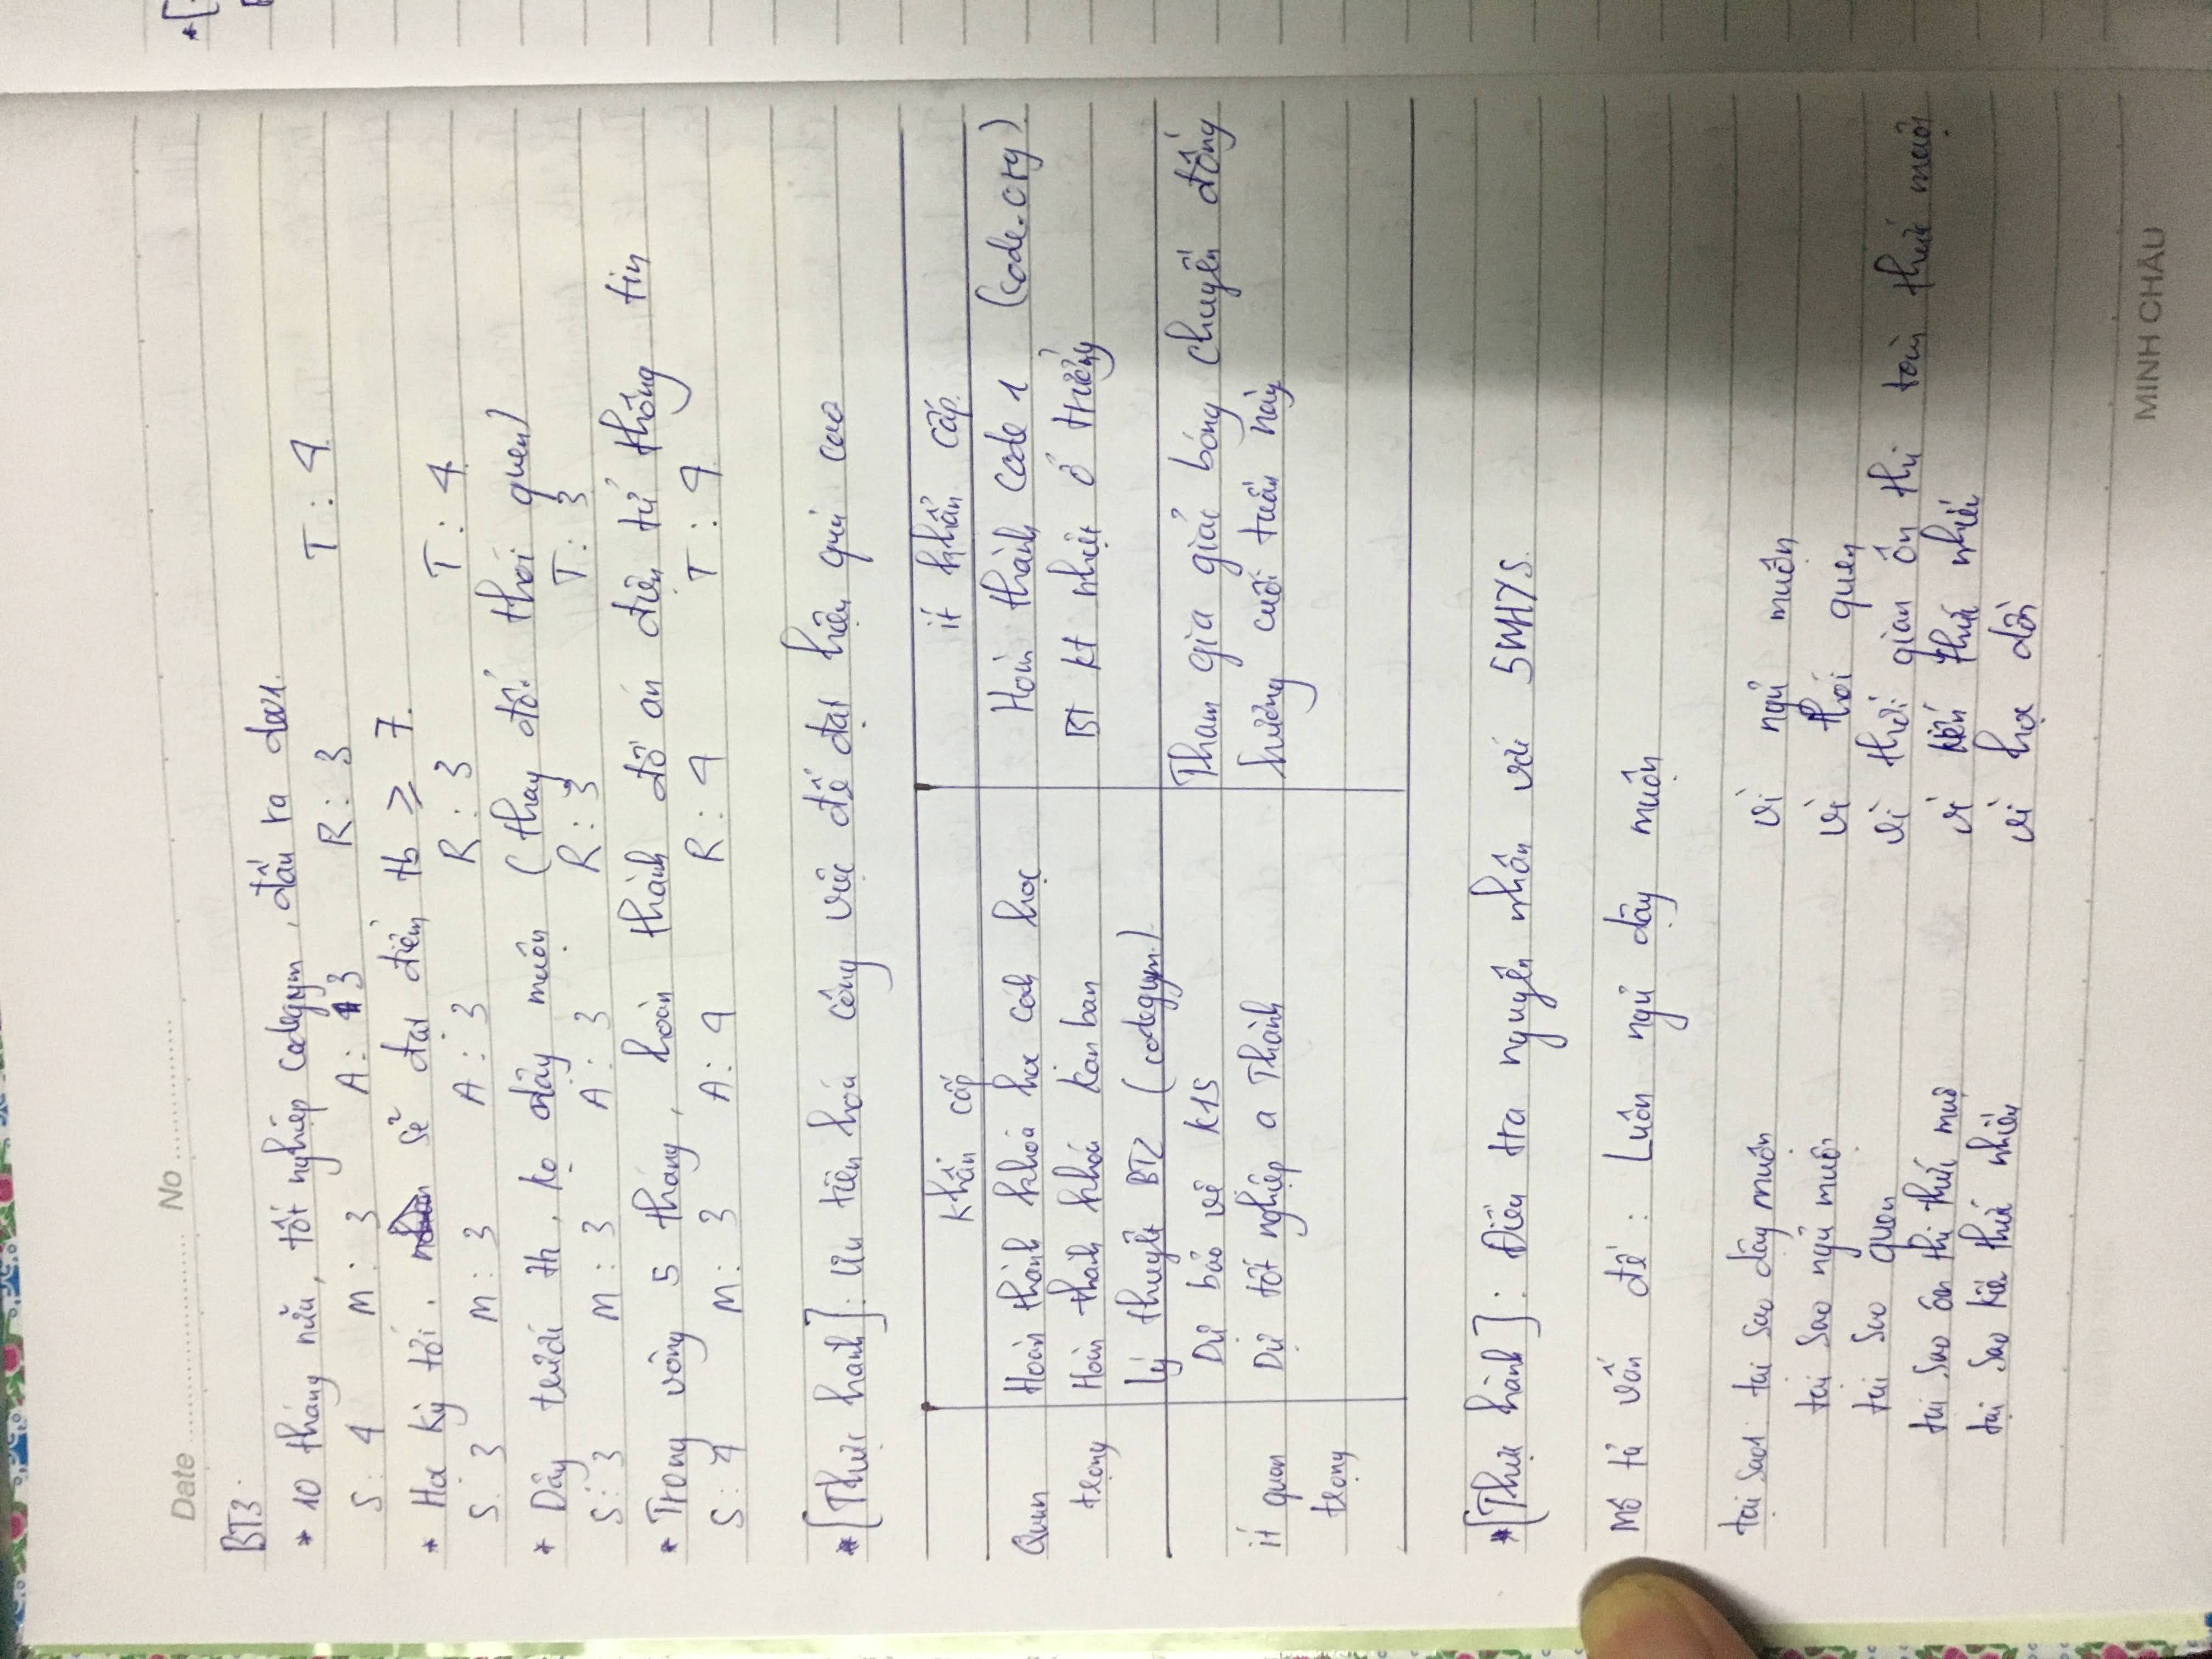 Date ........................ No ................
BT3
* 10 tháng nữa, tốt nghiệp Codegym, đầu ra
S: 4 M: 3 A: 3 R: 3 T: 4
* Học kỳ tới, sẽ đạt điểm tb ≥ 7.
S: 3 M: 3 A: 3 R: 3 T: 4
* Dậy trước 7h, ko dậy muộn (thay đổi thói quen)
S: 3 M: 3 A: 3 R: 3 T: 3
* Trong vòng 5 tháng, hoàn thành đồ án điện tử thông tin
S: 4 M: 3 A: 4 R: 4 T: 4
* [Thực hành]: Ưu tiên hoá công việc để đạt hiệu quả cao
Khẩn cấp ít khẩn cấp.
Quan Hoàn thành khoá học cách học Hoàn thành code 1 (code.org)
trọng Hoàn thành khoá Kanban BT kt nhiệt ở trường
lý thuyết BT2 (codegym)
Dự bảo vệ K15 Tham gia giải bóng chuyền đồng
ít quan Dự tốt nghiệp a Thành hương cuối tuần này
trọng
* [Thực hành]: Điều tra nguyên nhân với 5WHYS.
Mô tả vấn đề: Luôn ngủ dậy muộn
tại sao1: tại sao dậy muộn vì ngủ muộn
tại sao ngủ muộn vì thói quen
tại sao quen vì thời gian ôn thi toàn thức muộn
tại sao ôn thi thức muộ vì kiến thức nhiều
tại sao kiến thức nhiều vì học dồn
MINH CHÂU